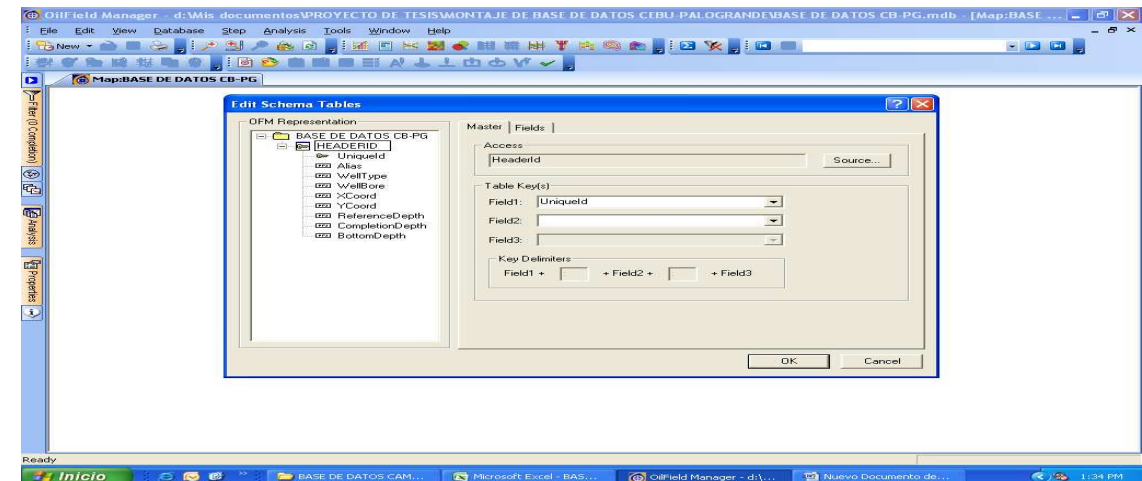 OilField Manager - d:\Mis documentos\PROYECTO DE TESIS\MONTAJE DE BASE DE DATOS CEBU-PALOGRANDE\BASE DE DATOS CB-PG.mdb - [Map:BASE ...
File Edit View Database Step Analysis Tools Window Help
New
Map:BASE DE DATOS CB-PG
Filter (0 Completion)
Analysis
Properties
Edit Schema Tables
OFM Representation
BASE DE DATOS CB-PG
HEADERID
UniqueId
Alias
WellType
WellBore
XCoord
YCoord
ReferenceDepth
CompletionDepth
BottomDepth
Master Fields
Access
HeaderId Source...
Table Key(s)
Field1: UniqueId
Field2:
Field3:
Key Delimiters
Field1 + + Field2 + + Field3
OK Cancel
Ready
Inicio BASE DE DATOS CAM... Microsoft Excel - BAS... OilField Manager - d:\... Nuevo Documento de... 1:34 PM